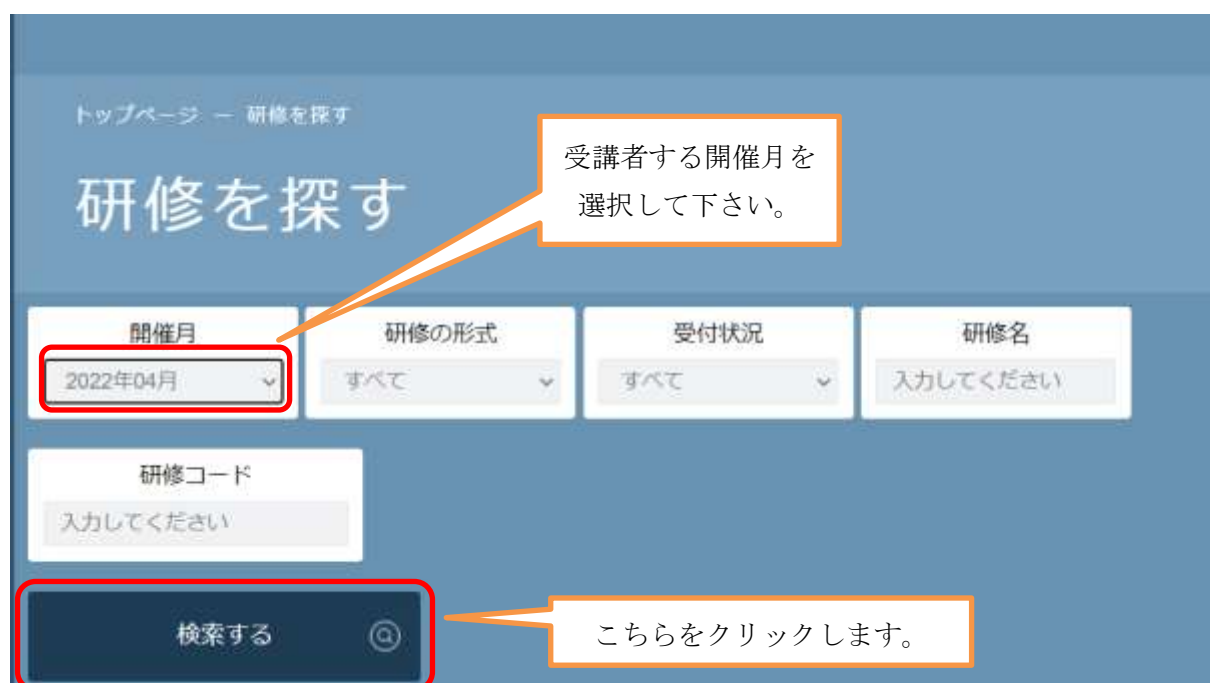 トップページ － 研修を探す
受講者する開催月を
選択して下さい。
研修を探す
開催月
研修の形式
受付状況
研修名
2022年04月
すべて
すべて
入力してください
研修コード
入力してください
検索する
こちらをクリックします。